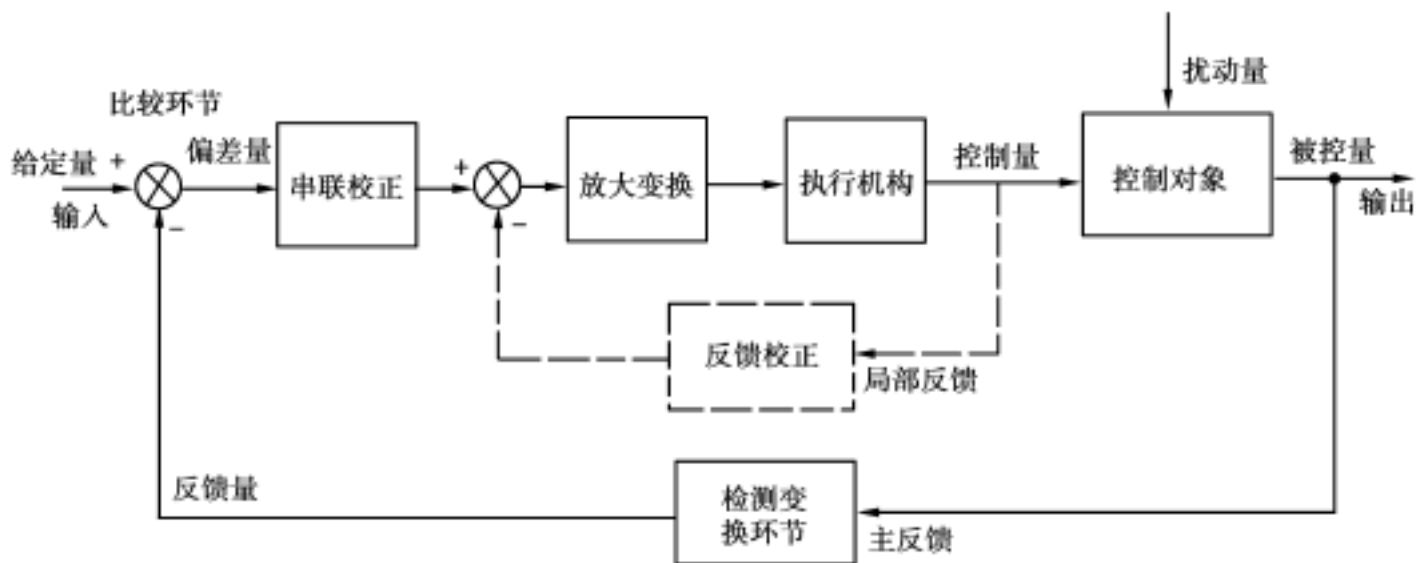 扰动量
比较环节
给定量
+
偏差量
串联校正
+
放大变换
执行机构
控制量
控制对象
被控量
输入
输出
−
−
反馈校正
局部反馈
反馈量
检测变
换环节
主反馈